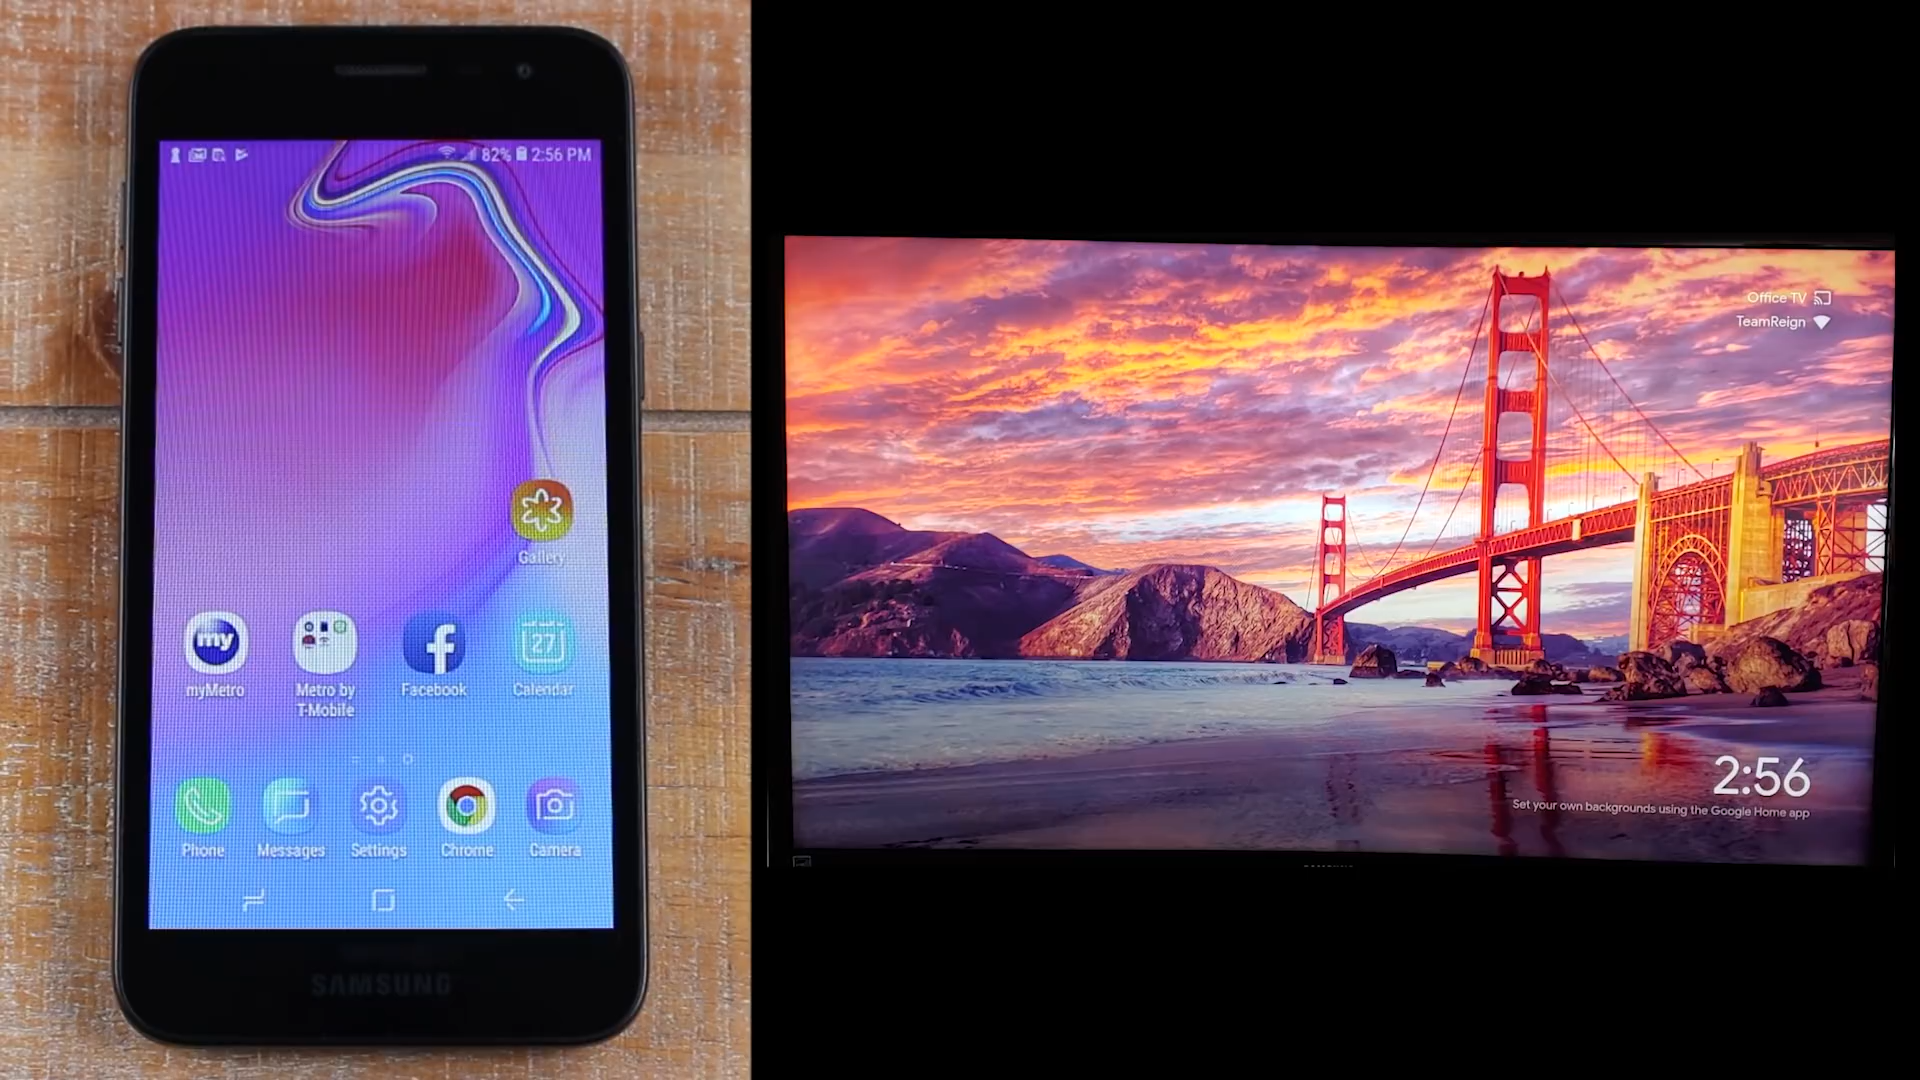 82% 2:56 PM
Gallery
my
myMetro
Metro by
T-Mobile
f
Facebook
27
Calendar
Phone
Messages
Settings
Chrome
Camera
SAMSUNG
Office TV
TeamReign
2:56
Set your own backgrounds using the Google Home app